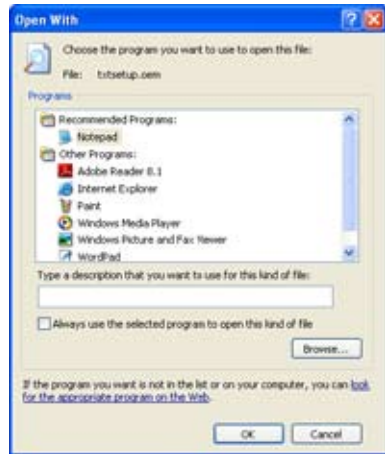 Open With
Choose the program you want to use to open this file:
File: txtsetup.oem
Programs
Recommended Programs:
Notepad
Other Programs:
Adobe Reader 8.1
Internet Explorer
Paint
Windows Media Player
Windows Picture and Fax Viewer
WordPad
Type a description that you want to use for this kind of file:
Always use the selected program to open this kind of file
Browse...
If the program you want is not in the list or on your computer, you can look
for the appropriate program on the Web.
OK Cancel